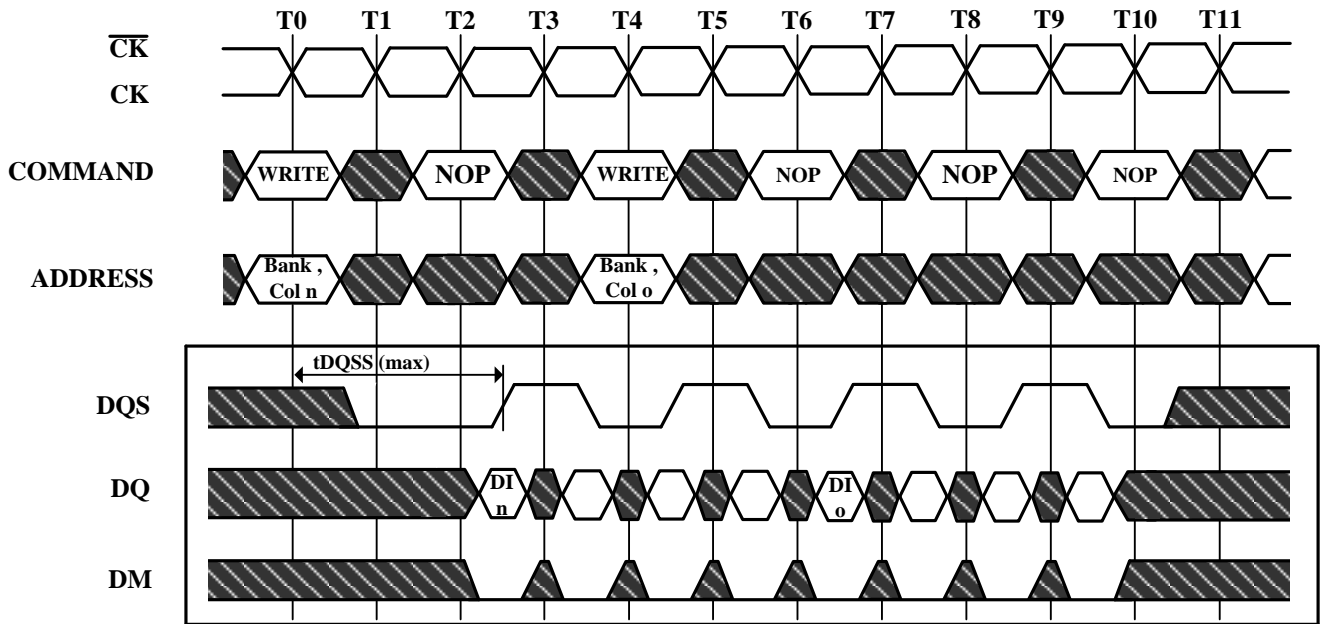 T0 T1 T2 T3 T4 T5 T6 T7 T8 T9 T10 T11
CK
CK
COMMAND WRITE NOP WRITE NOP NOP NOP
ADDRESS
Bank ,
Col n
Bank ,
Col o
tDQSS (max)
DQS
DQ
DI
n
DI
o
DM